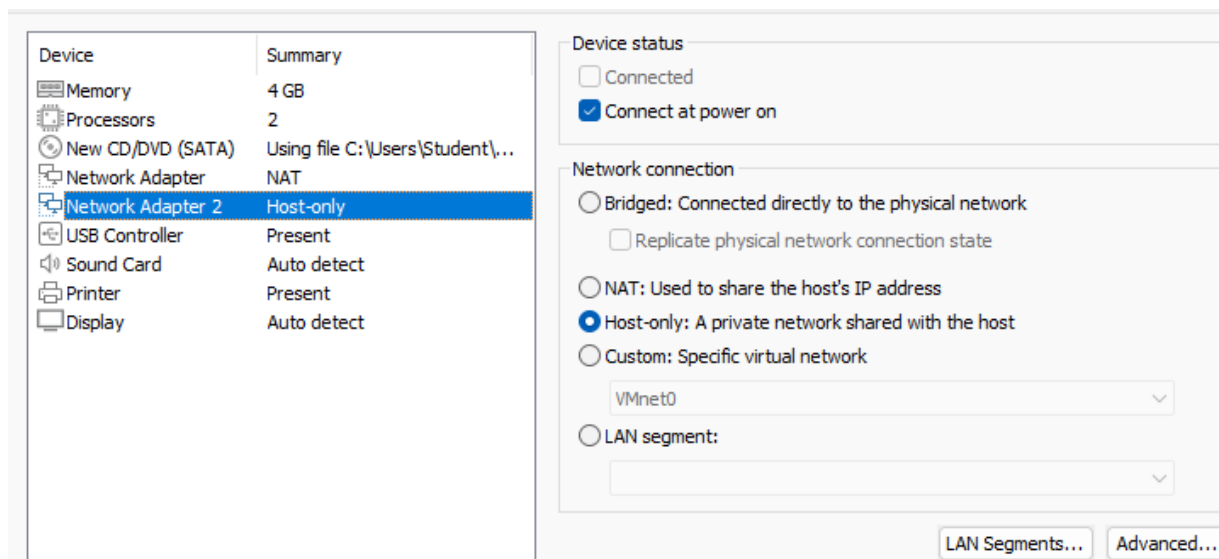 Device Summary
Memory 4 GB
Processors 2
New CD/DVD (SATA) Using file C:\Users\Student\...
Network Adapter NAT
Network Adapter 2 Host-only
USB Controller Present
Sound Card Auto detect
Printer Present
Display Auto detect
Device status
Connected
Connect at power on
Network connection
Bridged: Connected directly to the physical network
Replicate physical network connection state
NAT: Used to share the host's IP address
Host-only: A private network shared with the host
Custom: Specific virtual network
VMnet0
LAN segment:
LAN Segments... Advanced...